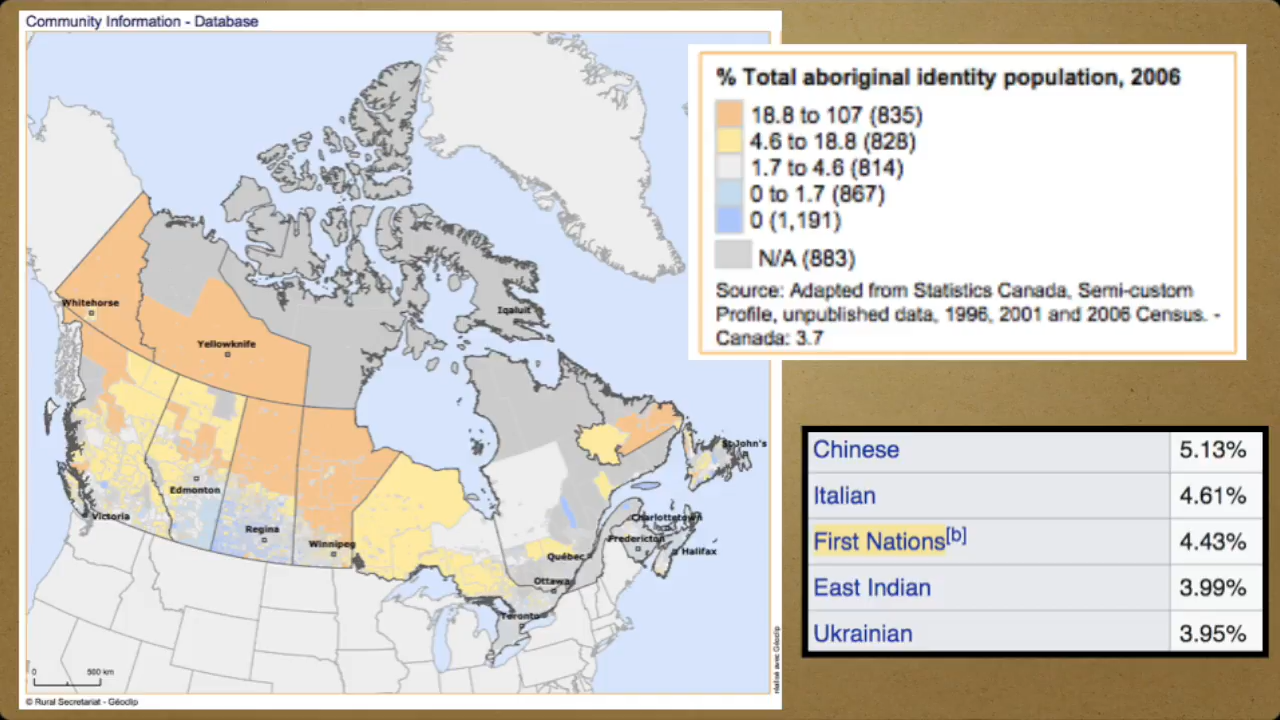 Community Information - Database
% Total aboriginal identity population, 2006
18.8 to 107 (835)
4.6 to 18.8 (828)
1.7 to 4.6 (814)
0 to 1.7 (867)
0 (1,191)
N/A (883)
Source: Adapted from Statistics Canada, Semi-custom
Profile, unpublished data, 1996, 2001 and 2006 Census. -
Canada: 3.7
Whitehorse
Iqaluit
Yellowknife
St John's
Edmonton
Victoria
Regina
Winnipeg
Charlottetown
Fredericton
Halifax
Québec
Ottawa
Toronto
0 500 km
© Rural Secretariat - Géoclip
réalisé avec Géoclip
Chinese 5.13%
Italian 4.61%
First Nations[b] 4.43%
East Indian 3.99%
Ukrainian 3.95%